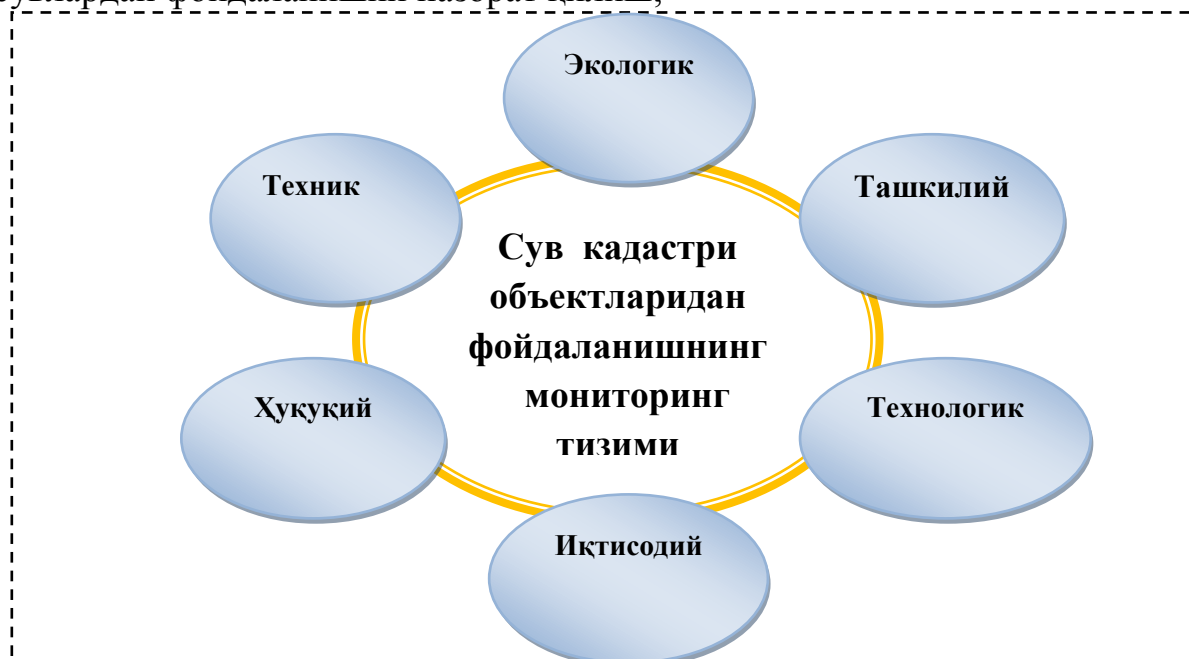 Экологик
Техник
Ташкилий
Сув кадастри
объектларидан
фойдаланишнинг
мониторинг
тизими
Ҳуқуқий
Технологик
Иқтисодий